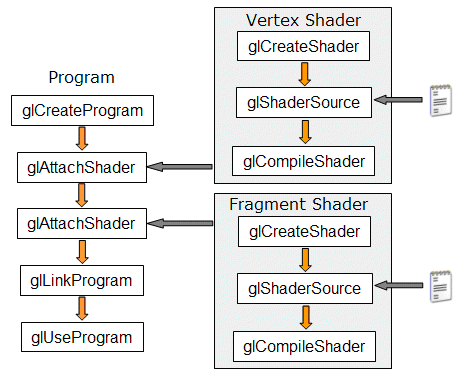 Program
glCreateProgram
glAttachShader
glAttachShader
glLinkProgram
glUseProgram
Vertex Shader
glCreateShader
glShaderSource
glCompileShader
Fragment Shader
glCreateShader
glShaderSource
glCompileShader